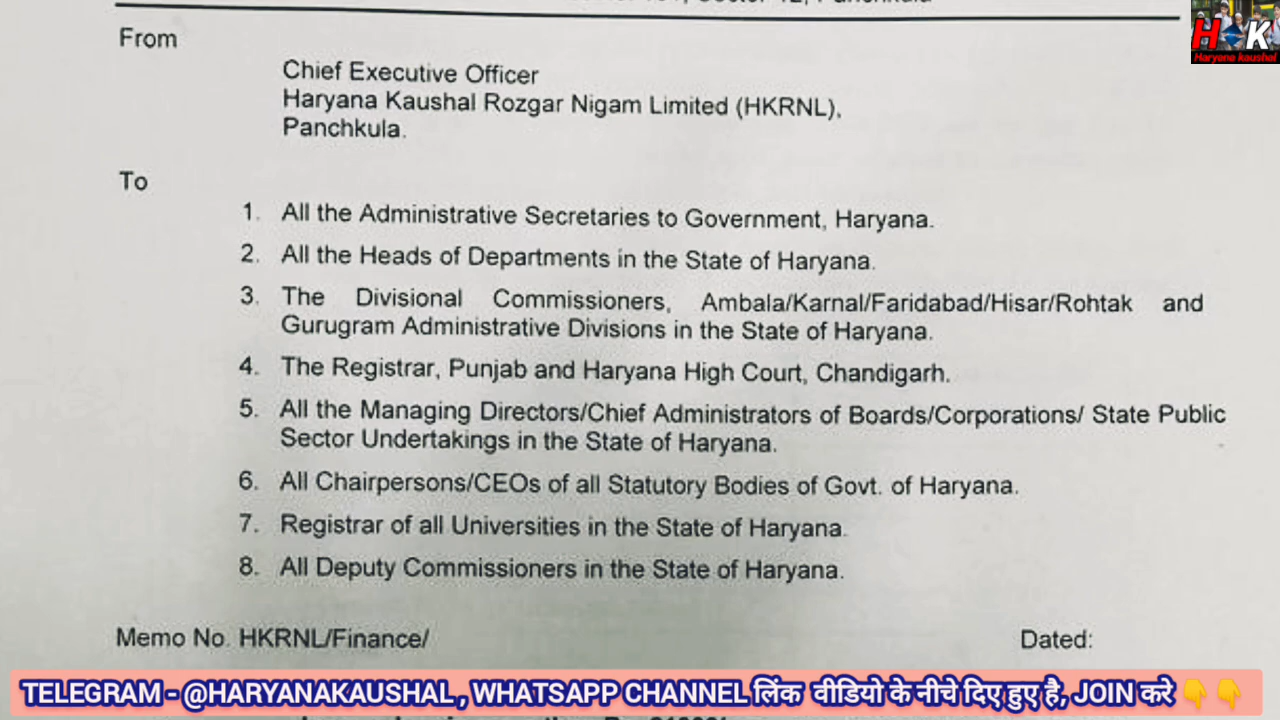 From
H K
Haryana kaushal
Chief Executive Officer
Haryana Kaushal Rozgar Nigam Limited (HKRNL),
Panchkula.
To
1. All the Administrative Secretaries to Government, Haryana.
2. All the Heads of Departments in the State of Haryana.
3. The Divisional Commissioners, Ambala/Karnal/Faridabad/Hisar/Rohtak and
Gurugram Administrative Divisions in the State of Haryana.
4. The Registrar, Punjab and Haryana High Court, Chandigarh.
5. All the Managing Directors/Chief Administrators of Boards/Corporations/ State Public
Sector Undertakings in the State of Haryana.
6. All Chairpersons/CEOs of all Statutory Bodies of Govt. of Haryana.
7. Registrar of all Universities in the State of Haryana.
8. All Deputy Commissioners in the State of Haryana.
Memo No. HKRNL/Finance/ Dated:
TELEGRAM - @HARYANAKAUSHAL , WHATSAPP CHANNEL लिंक वीडियो के नीचे दिए हुए है, JOIN करे 👇👇